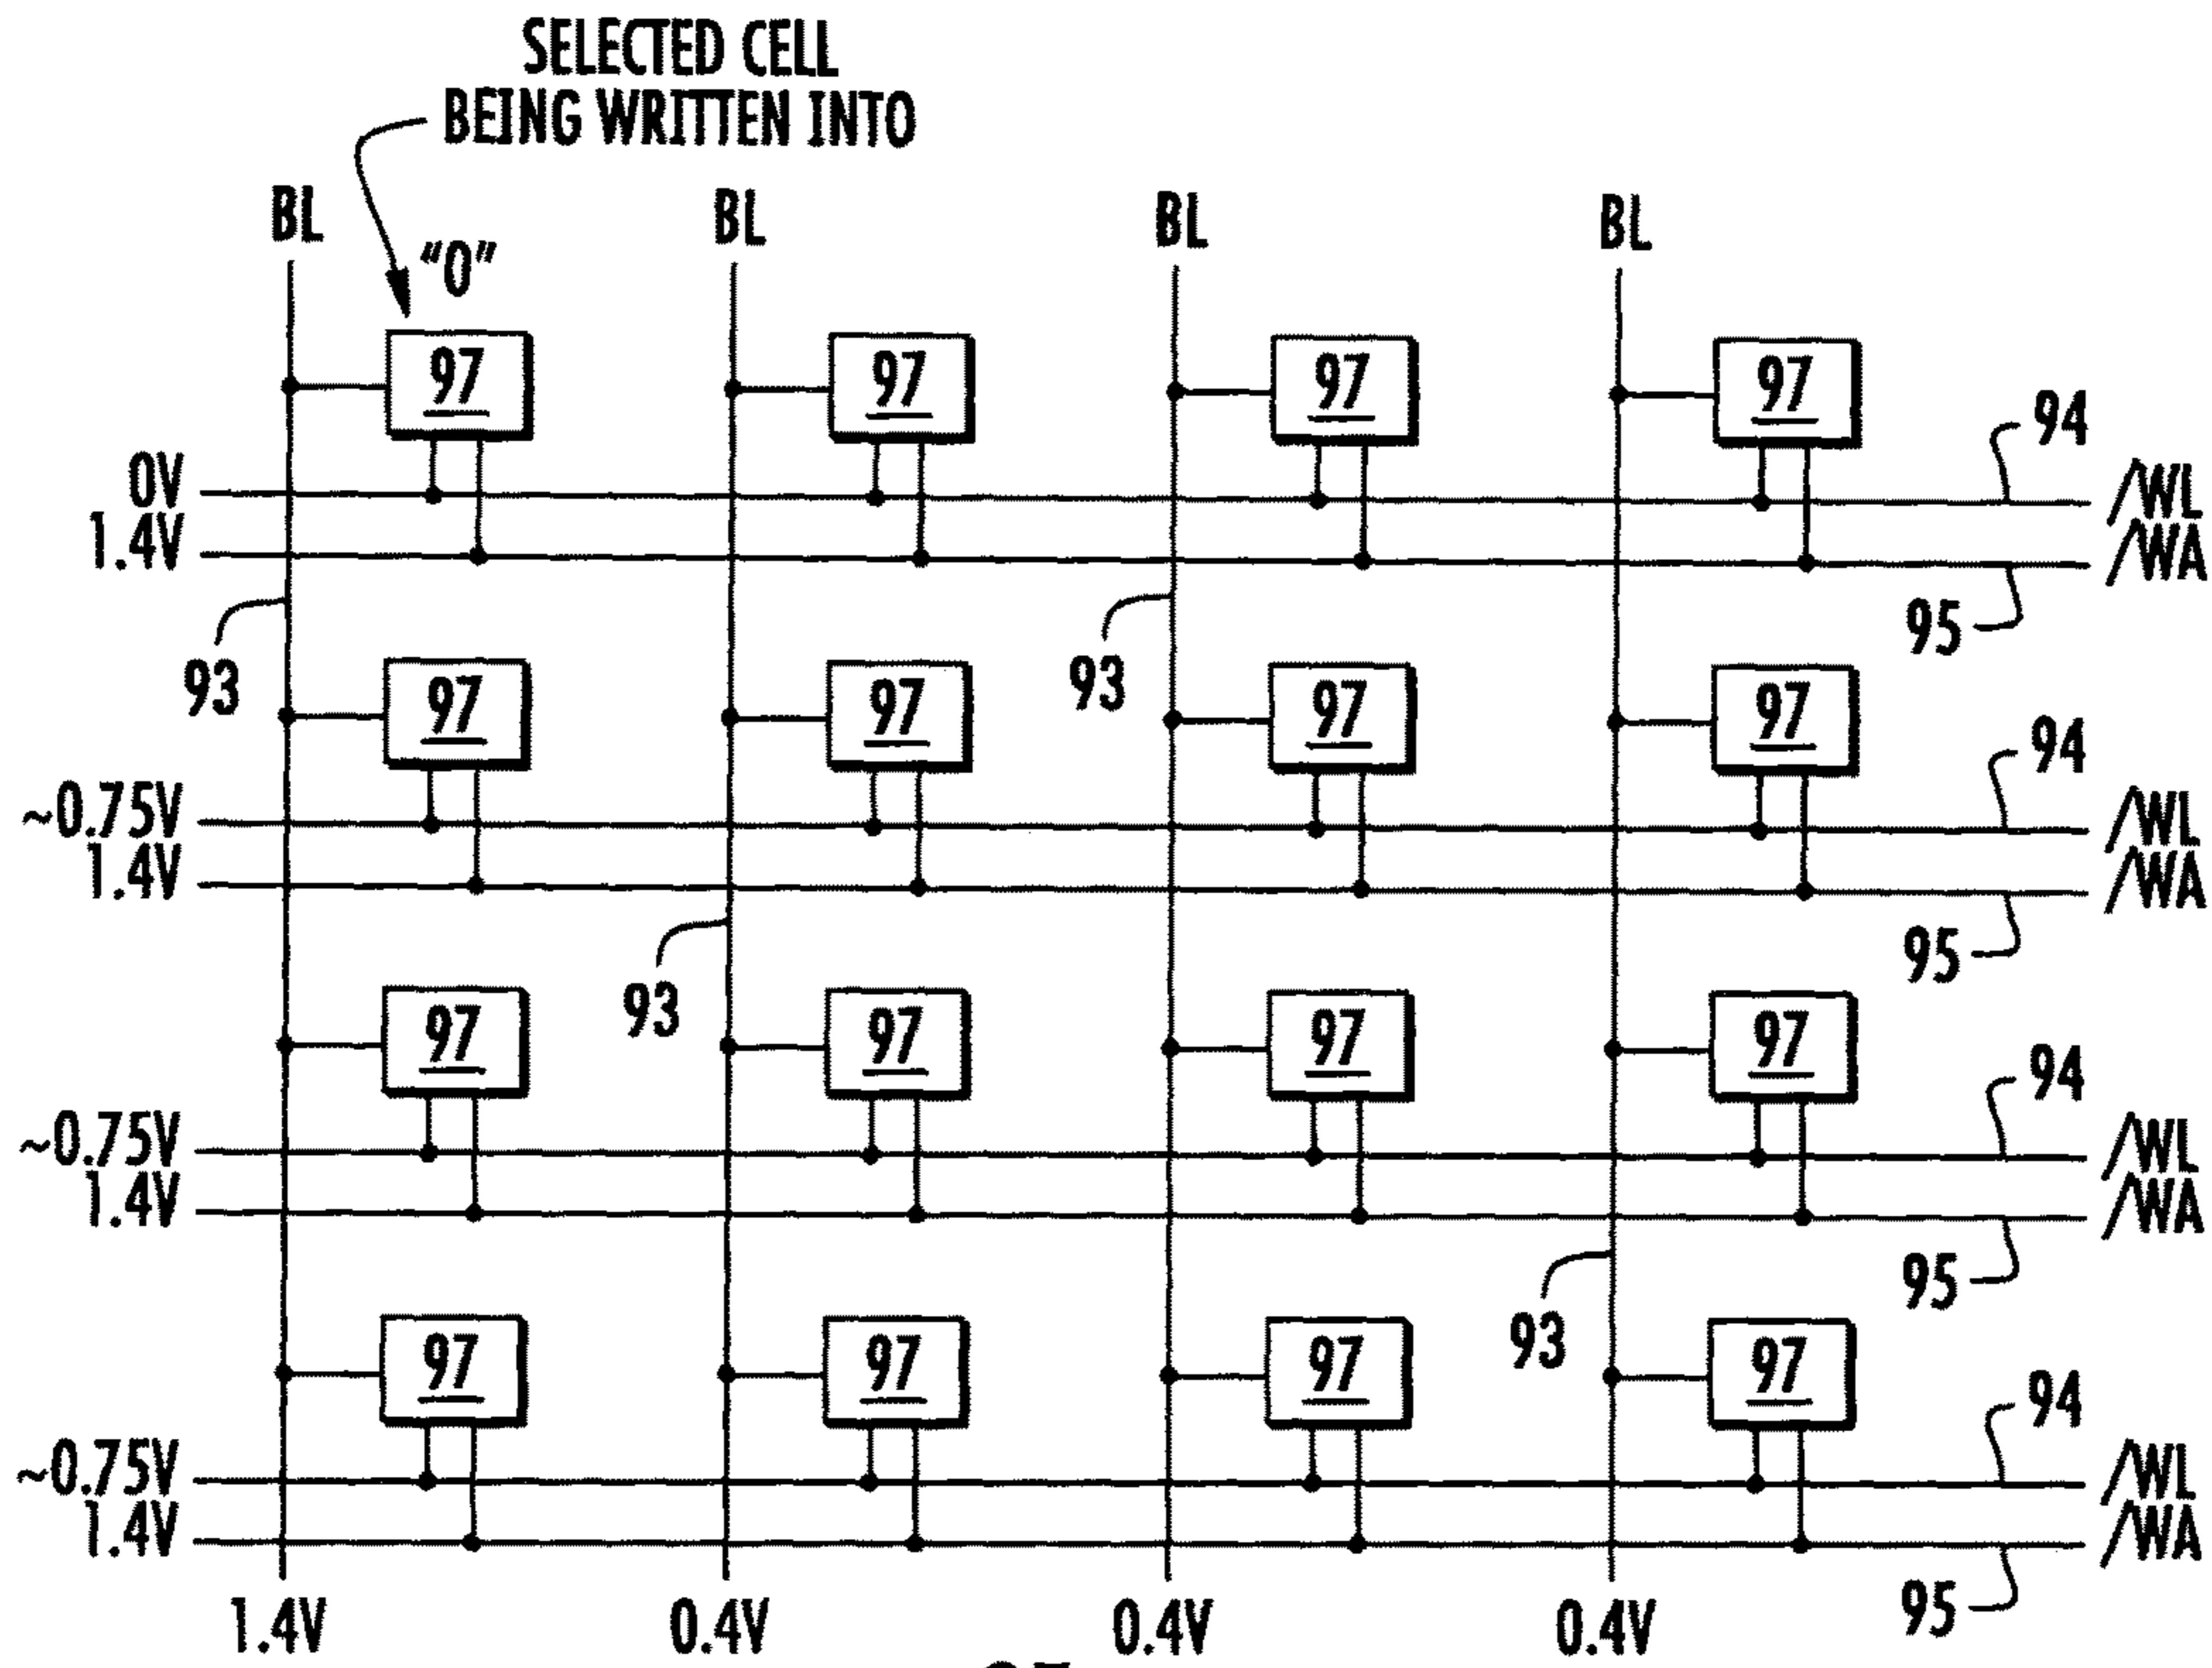 SELECTED CELL
BEING WRITTEN INTO
BL BL BL BL
"0"
97 97 97 97
94
0V /WL
1.4V /WA
95
93 93
97 97 97 97
94
~0.75V /WL
1.4V /WA
95
93
97 97 97 97
94
~0.75V /WL
1.4V /WA
95
93
97 97 97 97
94
~0.75V /WL
1.4V /WA
95
1.4V 0.4V 0.4V 0.4V